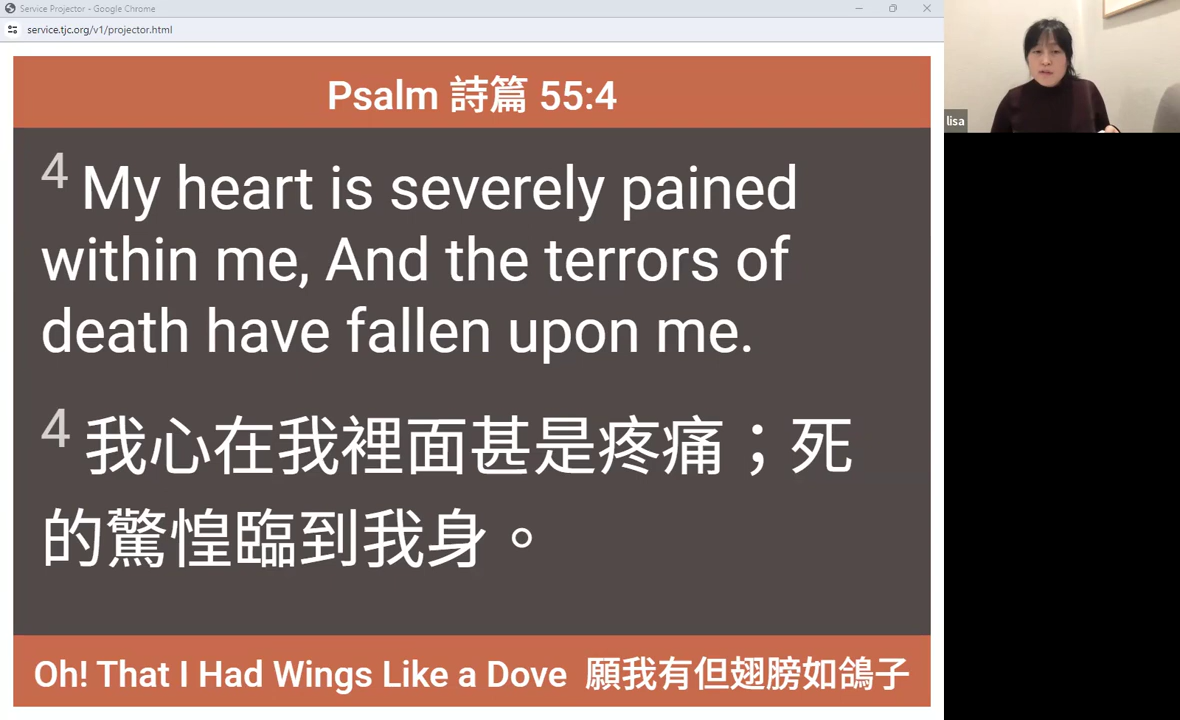 Service Projector - Google Chrome
service.tjc.org/v1/projector.html
Psalm 詩篇 55:4
4 My heart is severely pained
within me, And the terrors of
death have fallen upon me.
4 我心在我裡面甚是疼痛；死
的驚惶臨到我身。
Oh! That I Had Wings Like a Dove 願我有但翅膀如鴿子
lisa